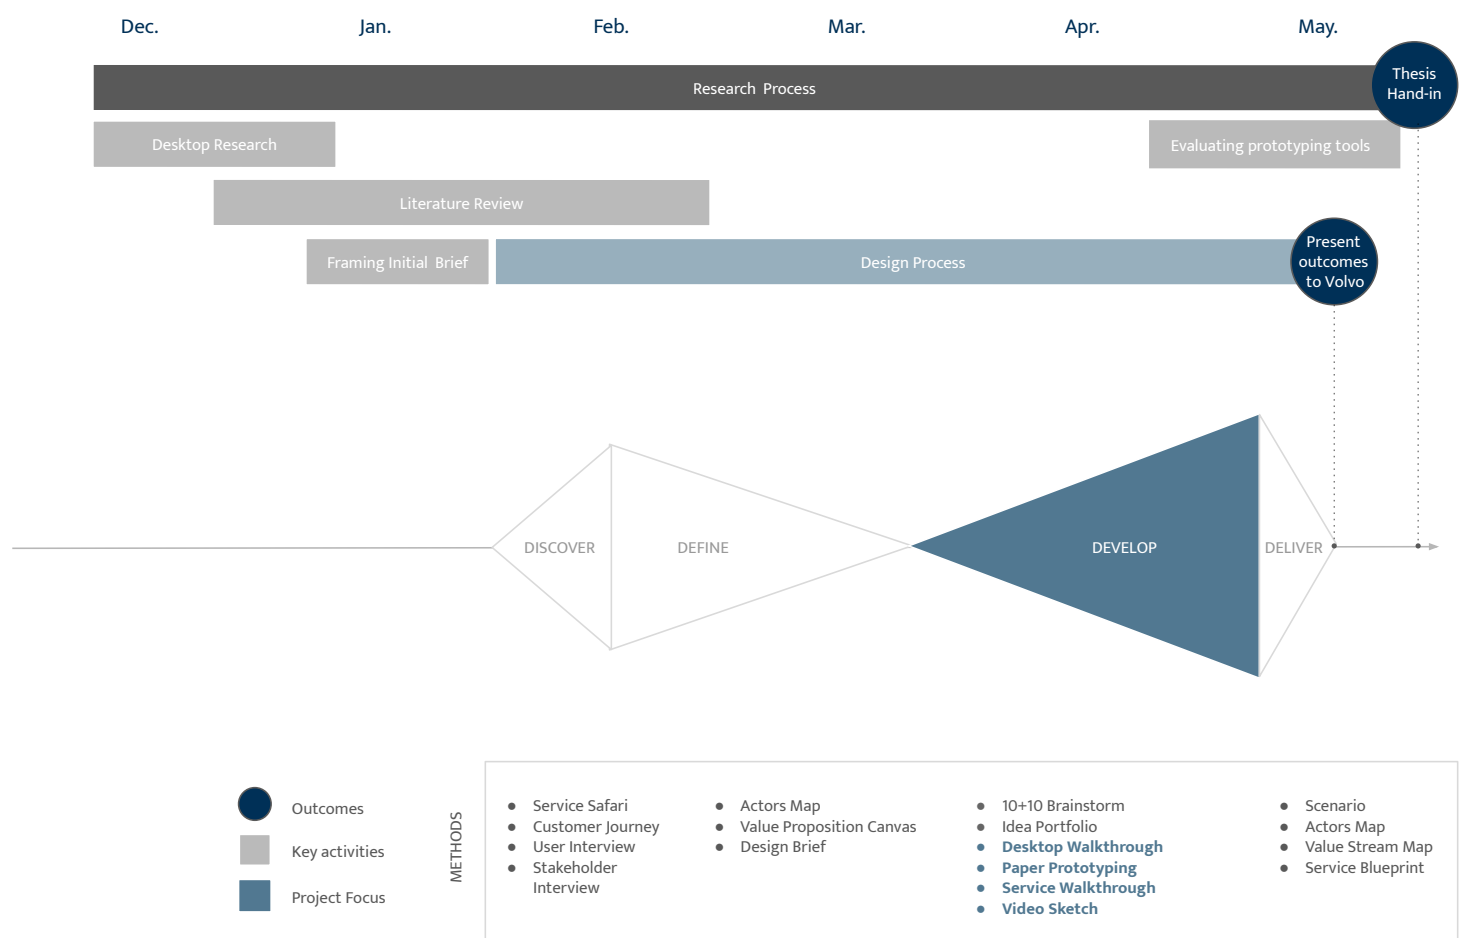 Dec.
Jan.
Feb.
Mar.
Apr.
May.
Research Process
Thesis
Hand-in
Desktop Research
Evaluating prototyping tools
Literature Review
Framing Initial Brief
Design Process
Present
outcomes
to Volvo
DISCOVER
DEFINE
DEVELOP
DELIVER
Outcomes
Key activities
Project Focus
METHODS
● Service Safari
● Customer Journey
● User Interview
● Stakeholder
Interview
● Actors Map
● Value Proposition Canvas
● Design Brief
● 10+10 Brainstorm
● Idea Portfolio
● Desktop Walkthrough
● Paper Prototyping
● Service Walkthrough
● Video Sketch
● Scenario
● Actors Map
● Value Stream Map
● Service Blueprint